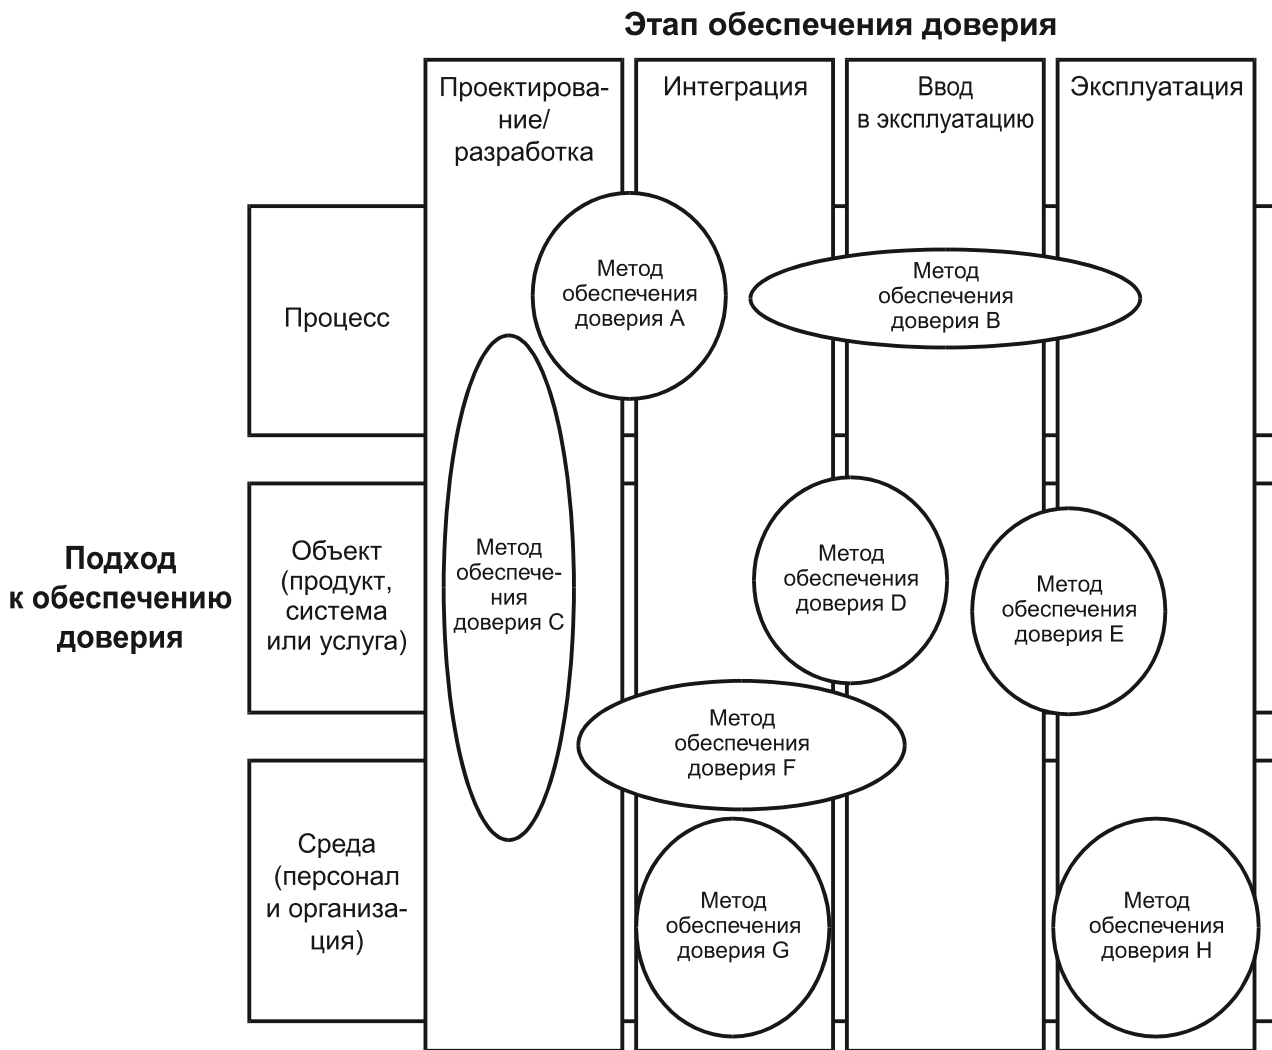 Этап обеспечения доверия
Проектирова-
ние/
разработка
Интеграция
Ввод
в эксплуатацию
Эксплуатация
Процесс
Метод
обеспечения
доверия A
Метод
обеспечения
доверия B
Подход
к обеспечению
доверия
Объект
(продукт,
система
или услуга)
Метод
обеспече-
ния
доверия C
Метод
обеспечения
доверия D
Метод
обеспечения
доверия E
Метод
обеспечения
доверия F
Среда
(персонал
и организа-
ция)
Метод
обеспечения
доверия G
Метод
обеспечения
доверия H